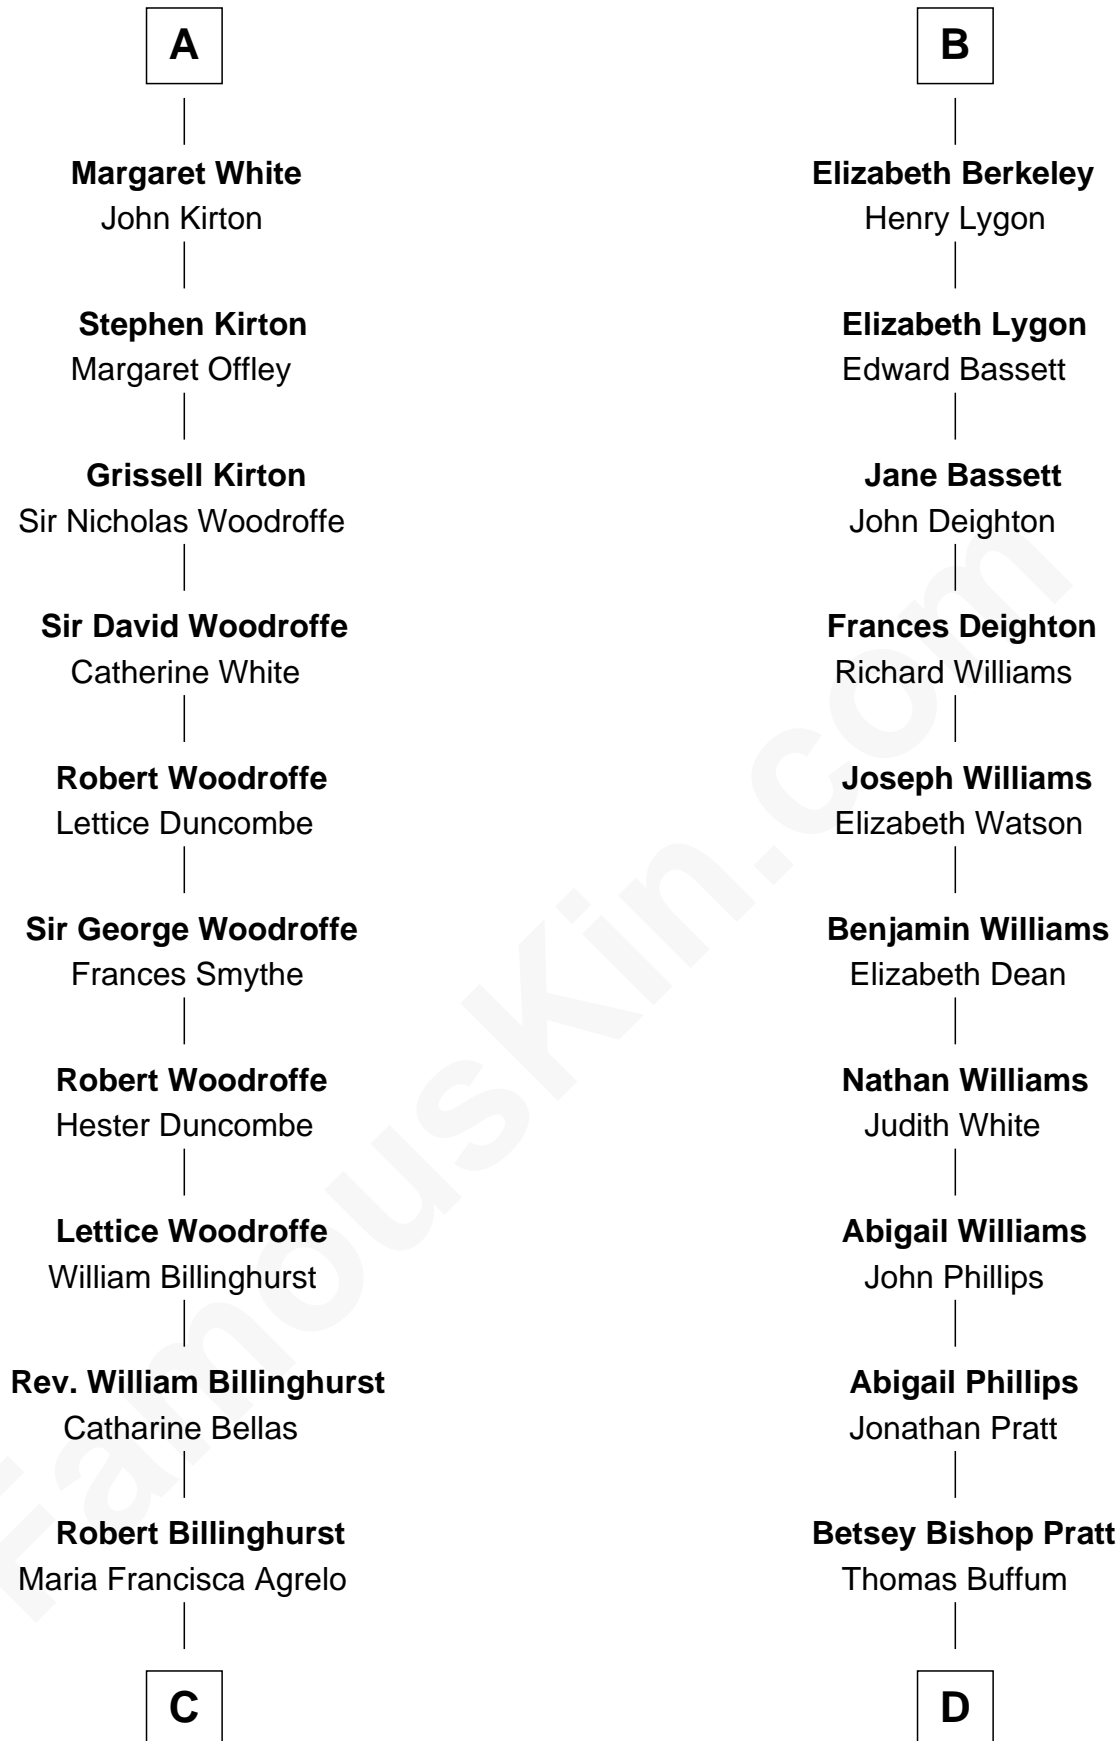 A
Margaret White
John Kirton
Stephen Kirton
Margaret Offley
Grissell Kirton
Sir Nicholas Woodroffe
Sir David Woodroffe
Catherine White
Robert Woodroffe
Lettice Duncombe
Sir George Woodroffe
Frances Smythe
Robert Woodroffe
Hester Duncombe
Lettice Woodroffe
William Billinghurst
Rev. William Billinghurst
Catharine Bellas
Robert Billinghurst
Maria Francisca Agrelo
C
B
Elizabeth Berkeley
Henry Lygon
Elizabeth Lygon
Edward Bassett
Jane Bassett
John Deighton
Frances Deighton
Richard Williams
Joseph Williams
Elizabeth Watson
Benjamin Williams
Elizabeth Dean
Nathan Williams
Judith White
Abigail Williams
John Phillips
Abigail Phillips
Jonathan Pratt
Betsey Bishop Pratt
Thomas Buffum
D
FamousKin.com